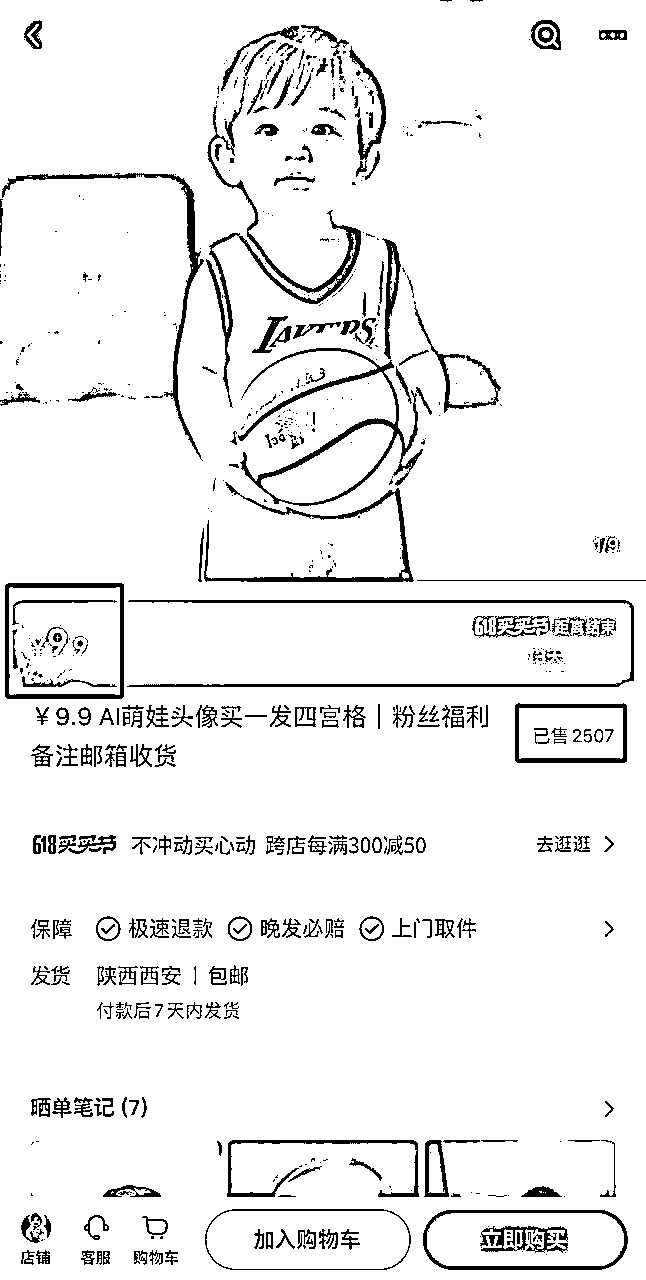 LAKERS
1/9
618买买节 距离结束
¥9.9
¥9.9 AI萌娃头像买一发四宫格｜粉丝福利
备注邮箱收货
已售 2507
618买买节 不冲动买心动 跨店每满300减50 去逛逛
保障 极速退款 晚发必赔 上门取件
发货 陕西西安｜包邮
付款后7天内发货
晒单笔记 (7)
店铺 客服 购物车 加入购物车 立即购买